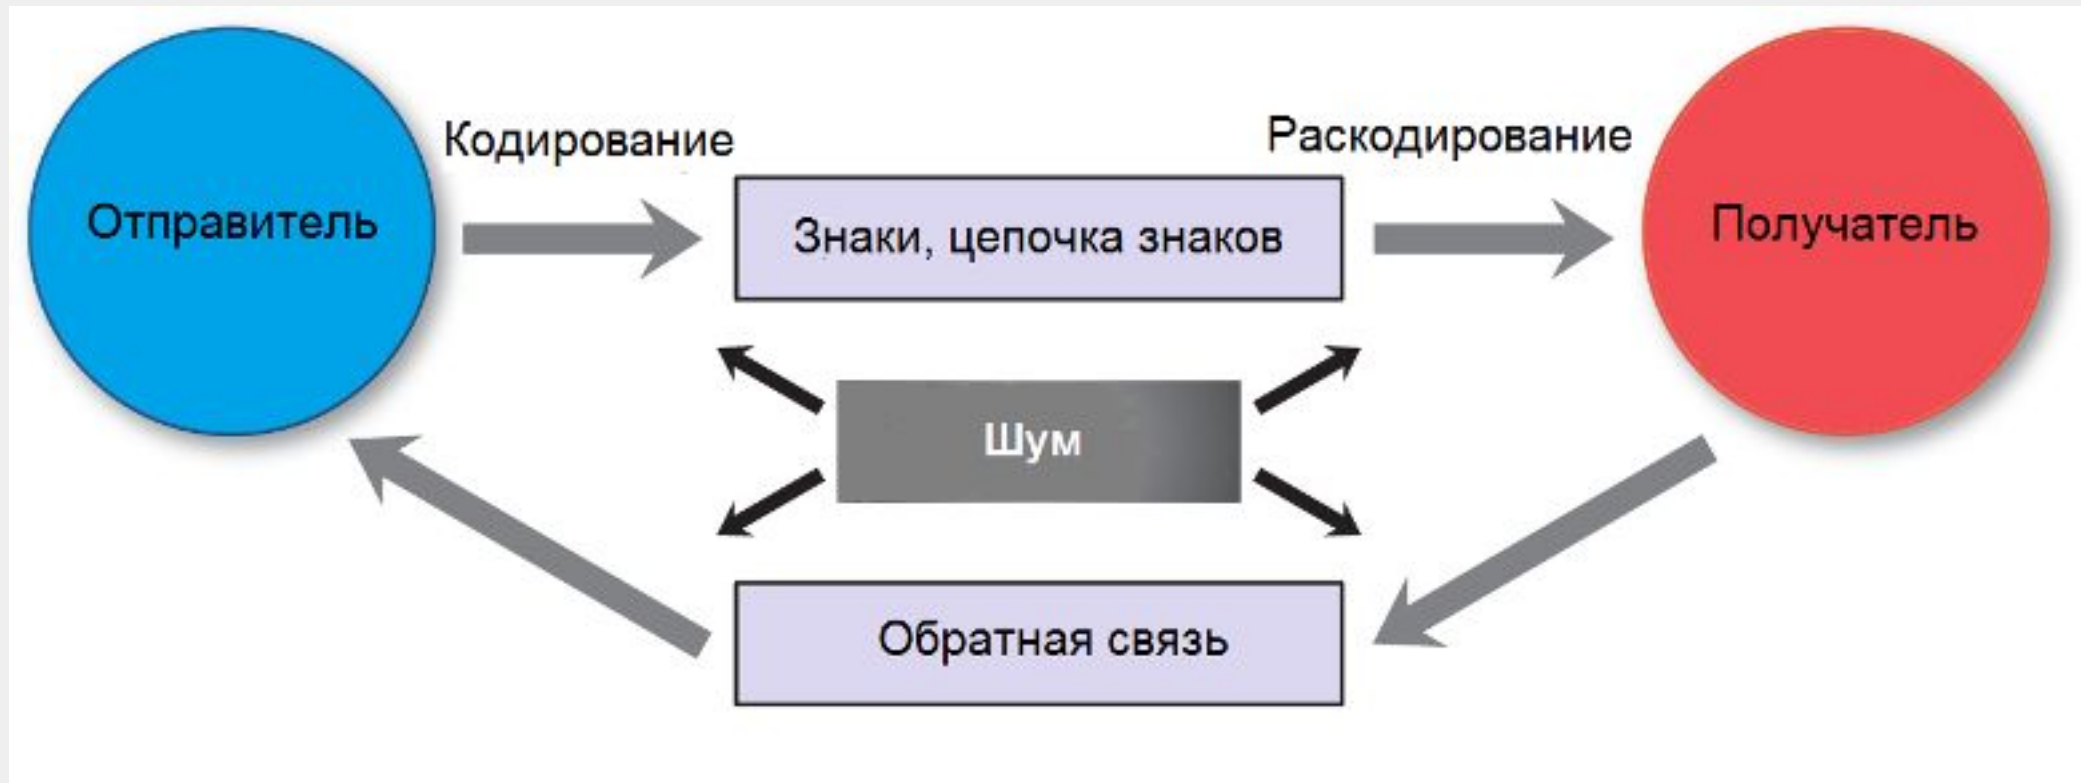 Кодирование
Раскодирование
Отправитель
Знаки, цепочка знаков
Получатель
Шум
Обратная связь